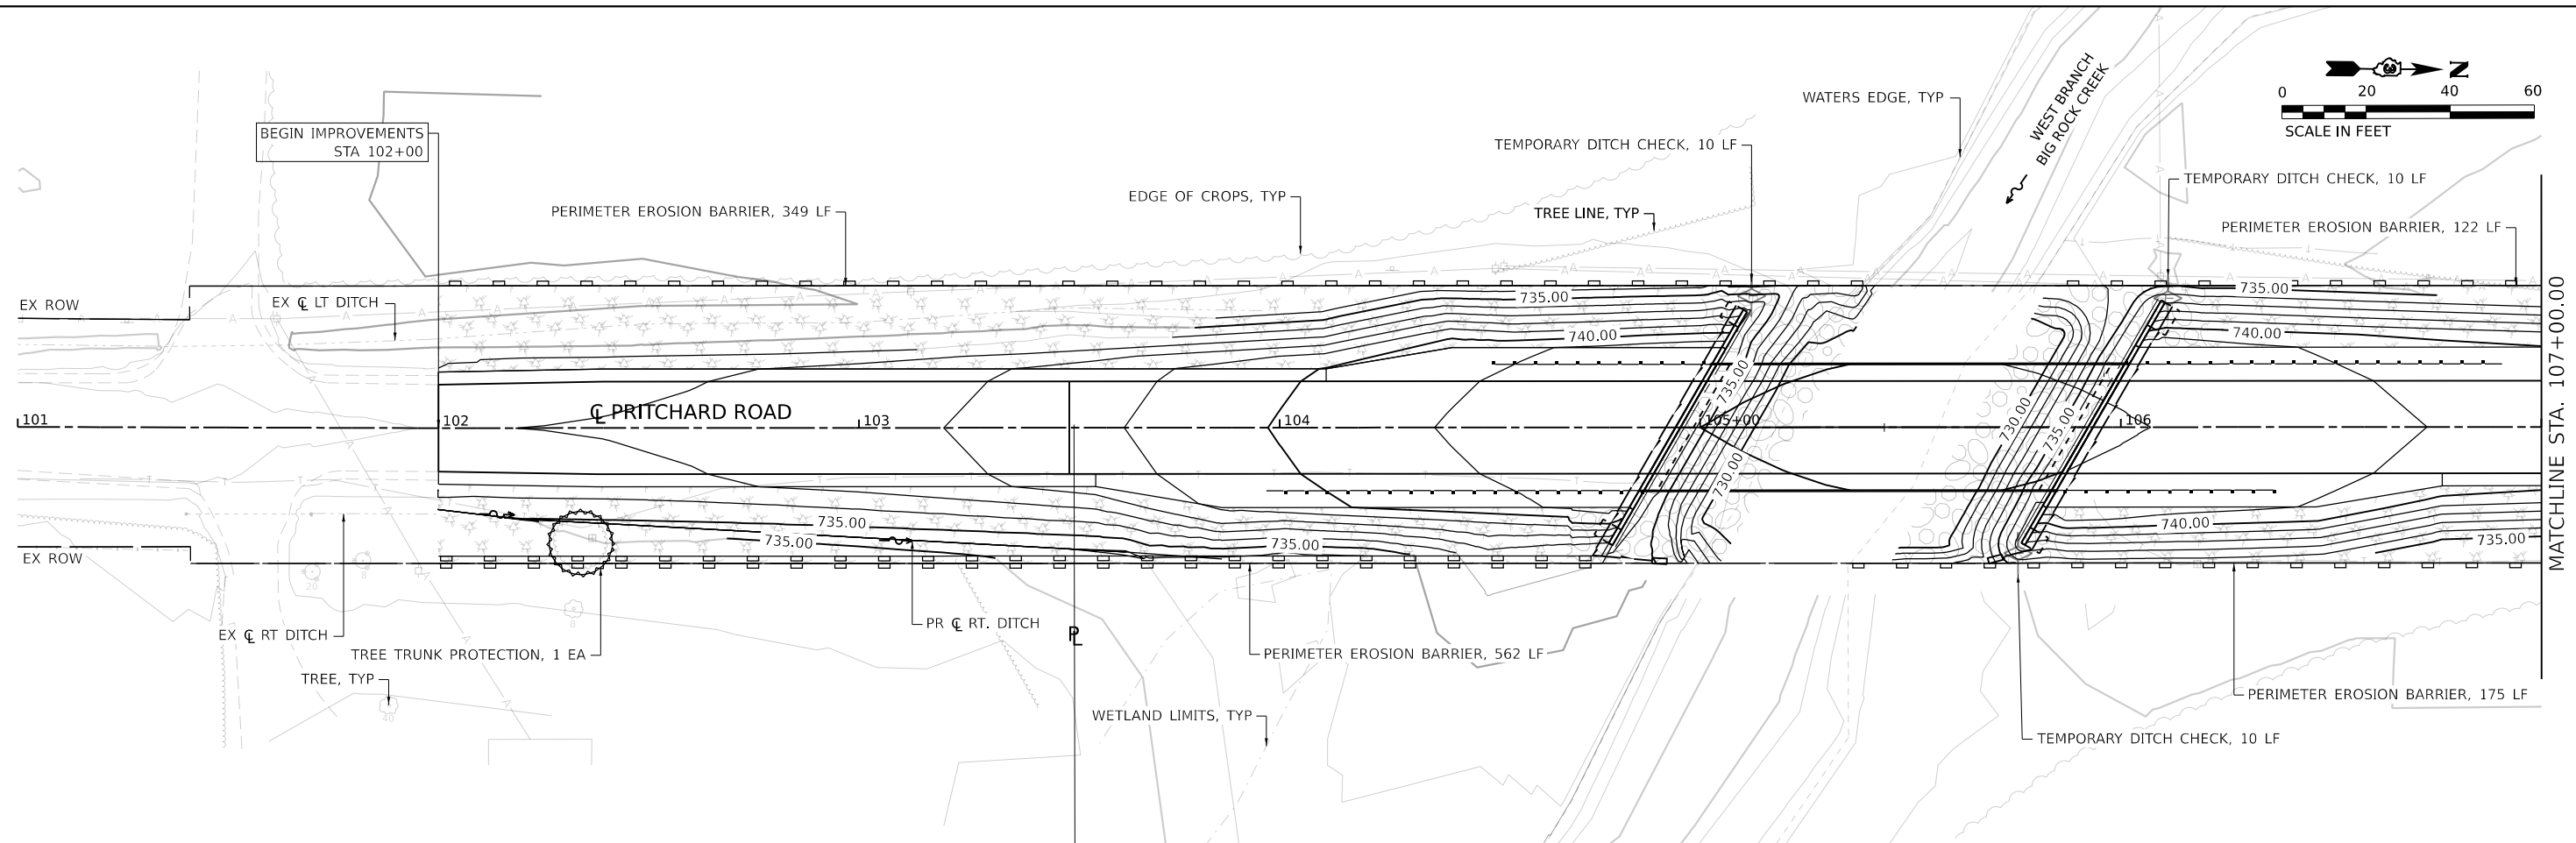 WEST BRANCH
BIG ROCK CREEK
N
0 20 40 60
SCALE IN FEET
WATERS EDGE, TYP
BEGIN IMPROVEMENTS
STA 102+00
TEMPORARY DITCH CHECK, 10 LF
TEMPORARY DITCH CHECK, 10 LF
EDGE OF CROPS, TYP
PERIMETER EROSION BARRIER, 349 LF
TREE LINE, TYP
PERIMETER EROSION BARRIER, 122 LF
EX ROW
EX ℄ LT DITCH
735.00
735.00
740.00
740.00
735.00
℄ PRITCHARD ROAD
101
102
103
104
105+00
106
730.00
735.00
730.00
MATCHLINE STA. 107+00.00
735.00
735.00
735.00
740.00
735.00
EX ROW
20
8
8
EX ℄ RT DITCH
PR ℄ RT. DITCH
PL
TREE TRUNK PROTECTION, 1 EA
PERIMETER EROSION BARRIER, 562 LF
TREE, TYP
40
PERIMETER EROSION BARRIER, 175 LF
WETLAND LIMITS, TYP
TEMPORARY DITCH CHECK, 10 LF